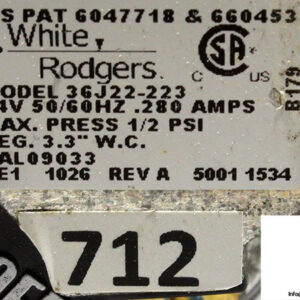 S PAT 6047718 & 660453
White
Rodgers
C
US
B179
ODEL 36J22-223
4V 50/60HZ .280 AMPS
AX. PRESS 1/2 PSI
EG. 3.3" W.C.
AL09033
E1 1026 REV A 5001 1534
712